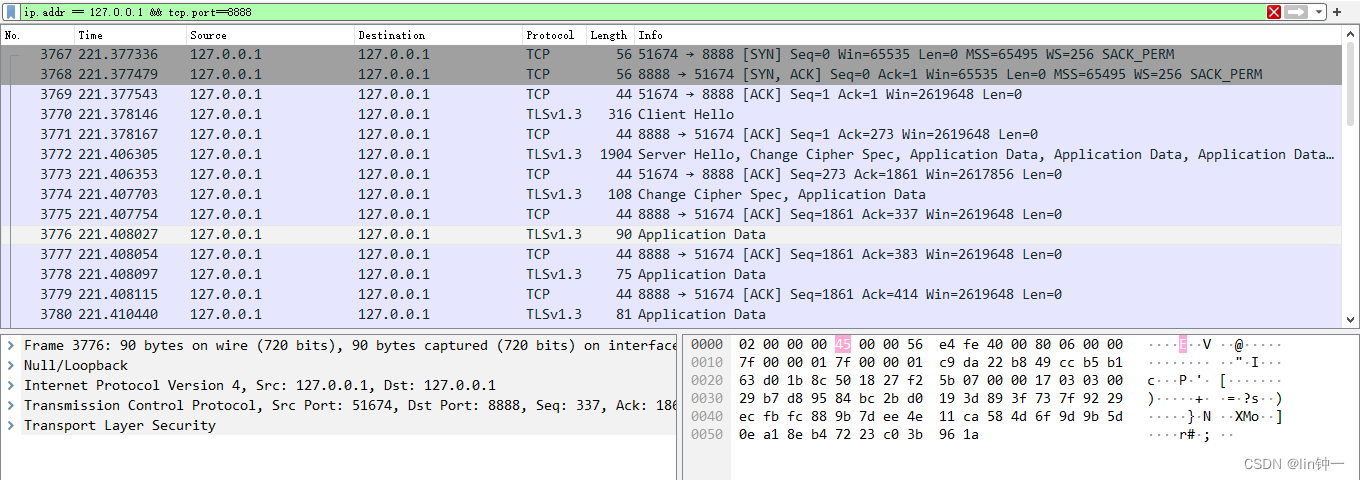 ip.addr == 127.0.0.1 && tcp.port==8888
No. Time Source Destination Protocol Length Info
3767 221.377336 127.0.0.1 127.0.0.1 TCP 56 51674 → 8888 [SYN] Seq=0 Win=65535 Len=0 MSS=65495 WS=256 SACK_PERM
3768 221.377479 127.0.0.1 127.0.0.1 TCP 56 8888 → 51674 [SYN, ACK] Seq=0 Ack=1 Win=65535 Len=0 MSS=65495 WS=256 SACK_PERM
3769 221.377543 127.0.0.1 127.0.0.1 TCP 44 51674 → 8888 [ACK] Seq=1 Ack=1 Win=2619648 Len=0
3770 221.378146 127.0.0.1 127.0.0.1 TLSv1.3 316 Client Hello
3771 221.378167 127.0.0.1 127.0.0.1 TCP 44 8888 → 51674 [ACK] Seq=1 Ack=273 Win=2619648 Len=0
3772 221.406305 127.0.0.1 127.0.0.1 TLSv1.3 1904 Server Hello, Change Cipher Spec, Application Data, Application Data, Application Data…
3773 221.406353 127.0.0.1 127.0.0.1 TCP 44 51674 → 8888 [ACK] Seq=273 Ack=1861 Win=2617856 Len=0
3774 221.407703 127.0.0.1 127.0.0.1 TLSv1.3 108 Change Cipher Spec, Application Data
3775 221.407754 127.0.0.1 127.0.0.1 TCP 44 8888 → 51674 [ACK] Seq=1861 Ack=337 Win=2619648 Len=0
3776 221.408027 127.0.0.1 127.0.0.1 TLSv1.3 90 Application Data
3777 221.408054 127.0.0.1 127.0.0.1 TCP 44 8888 → 51674 [ACK] Seq=1861 Ack=383 Win=2619648 Len=0
3778 221.408097 127.0.0.1 127.0.0.1 TLSv1.3 75 Application Data
3779 221.408115 127.0.0.1 127.0.0.1 TCP 44 8888 → 51674 [ACK] Seq=1861 Ack=414 Win=2619648 Len=0
3780 221.410440 127.0.0.1 127.0.0.1 TLSv1.3 81 Application Data
Frame 3776: 90 bytes on wire (720 bits), 90 bytes captured (720 bits) on interface
Null/Loopback
Internet Protocol Version 4, Src: 127.0.0.1, Dst: 127.0.0.1
Transmission Control Protocol, Src Port: 51674, Dst Port: 8888, Seq: 337, Ack: 186
Transport Layer Security
0000 02 00 00 00 45 00 00 56 e4 fe 40 00 80 06 00 00 ····E··V ··@·····
0010 7f 00 00 01 7f 00 00 01 c9 da 22 b8 49 cc b5 b1 ········ ··"·I···
0020 63 d0 1b 8c 50 18 27 f2 5b 07 00 00 17 03 03 00 c···P·'· [·······
0030 29 b7 d8 95 84 bc 2b d0 19 3d 89 3f 73 7f 92 29 )·····+· ·=·?s··)
0040 ec fb fc 88 9b 7d ee 4e 11 ca 58 4d 6f 9d 9b 5d ·····}·N ··XMo··]
0050 0e a1 8e b4 72 23 c0 3b 96 1a ····r#·; ··
CSDN @lin钟一